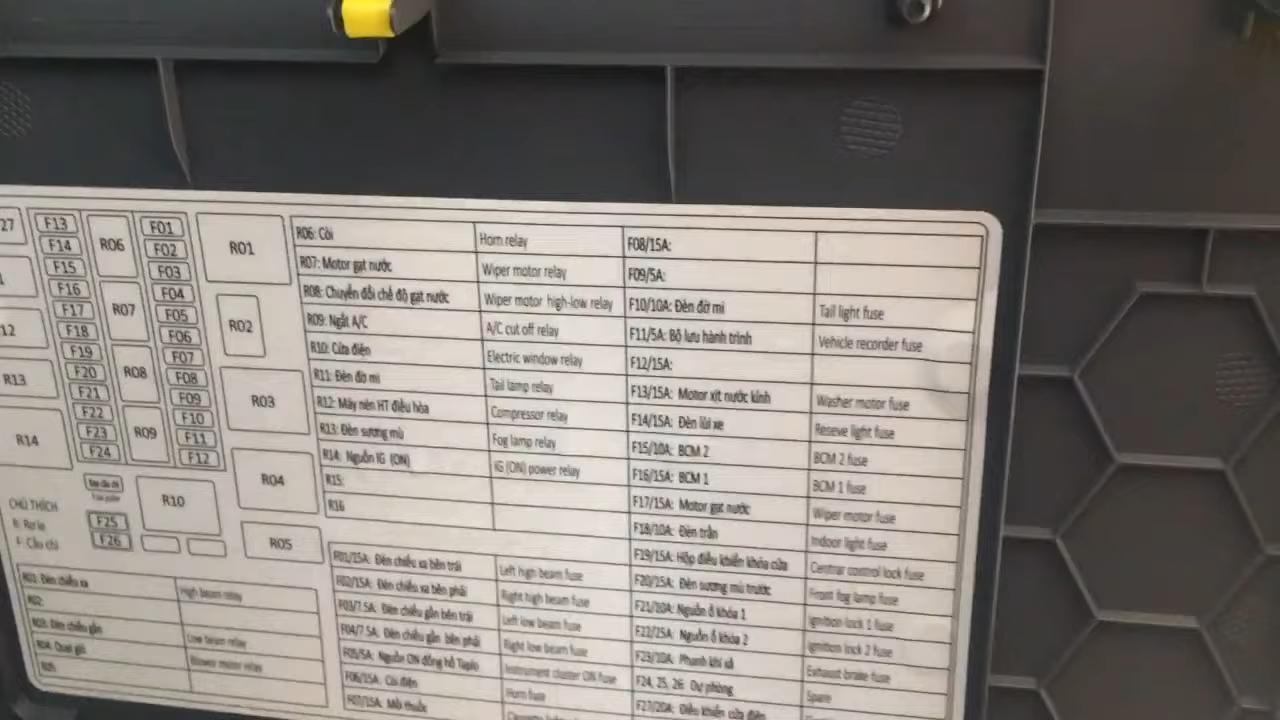 27
F13
F14
F15
F16
F17
F18
F19
F20
F21
F22
F23
F24
12
R13
R14
R06
R07
R08
R09
F01
F02
F03
F04
F05
F06
F07
F08
F09
F10
F11
F12
R01
R02
R03
R04
R05
R10
F25
F26
CHÚ THÍCH
R: Rơ le
F: Cầu chì
R01: Đèn chiếu xa High beam relay
R02:
R03: Đèn chiếu gần Low beam relay
R04: Quạt gió Blower motor relay
R05:
R06: Còi Horn relay
R07: Motor gạt nước Wiper motor relay
R08: Chuyển đổi chế độ gạt nước Wiper motor high-low relay
R09: Ngắt A/C A/C cut off relay
R10: Cửa điện Electric window relay
R11: Đèn đờ mi Tail lamp relay
R12: Máy nén HT điều hòa Compressor relay
R13: Đèn sương mù Fog lamp relay
R14: Nguồn IG (ON) IG (ON) power relay
R15:
R16
F01/15A: Đèn chiếu xa bên trái Left high beam fuse
F02/15A: Đèn chiếu xa bên phải Right high beam fuse
F03/7.5A: Đèn chiếu gần bên trái Left low beam fuse
F04/7.5A: Đèn chiếu gần bên phải Right low beam fuse
F05/5A: Nguồn ON đồng hồ Taplo Instrument cluster ON fuse
F06/15A: Còi điện Horn fuse
F07/15A: Mồi thuốc
F08/15A:
F09/5A:
F10/10A: Đèn đờ mi Tail light fuse
F11/5A: Bộ lưu hành trình Vehicle recorder fuse
F12/15A:
F13/15A: Motor xịt nước kính Washer motor fuse
F14/15A: Đèn lùi xe Reseve light fuse
F15/10A: BCM 2 BCM 2 fuse
F16/15A: BCM 1 BCM 1 fuse
F17/15A: Motor gạt nước Wiper motor fuse
F18/10A: Đèn trần Indoor light fuse
F19/15A: Hộp điều khiển khóa cửa Centrar control lock fuse
F20/15A: Đèn sương mù trước Front fog lamp fuse
F21/30A: Nguồn ổ khóa 1 Ignition lock 1 fuse
F22/25A: Nguồn ổ khóa 2 Ignition lock 2 fuse
F23/10A: Phanh khí xả Exhaust brake fuse
F24, 25, 26: Dự phòng Spare
F27/20A: Điều khiển cửa điện